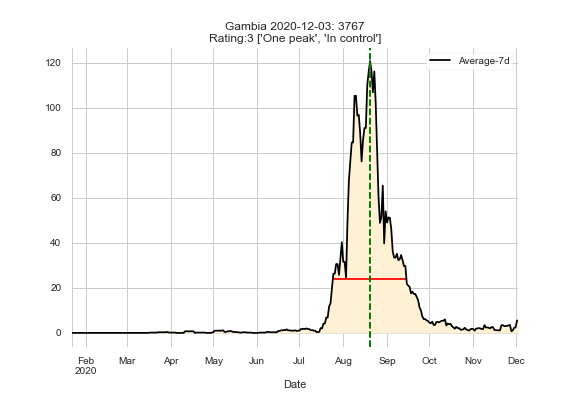 Gambia 2020-12-03: 3767
Rating:3 ['One peak', 'In control']
Average-7d
120
100
80
60
40
20
0
Feb Mar Apr May Jun Jul Aug Sep Oct Nov Dec
2020
Date